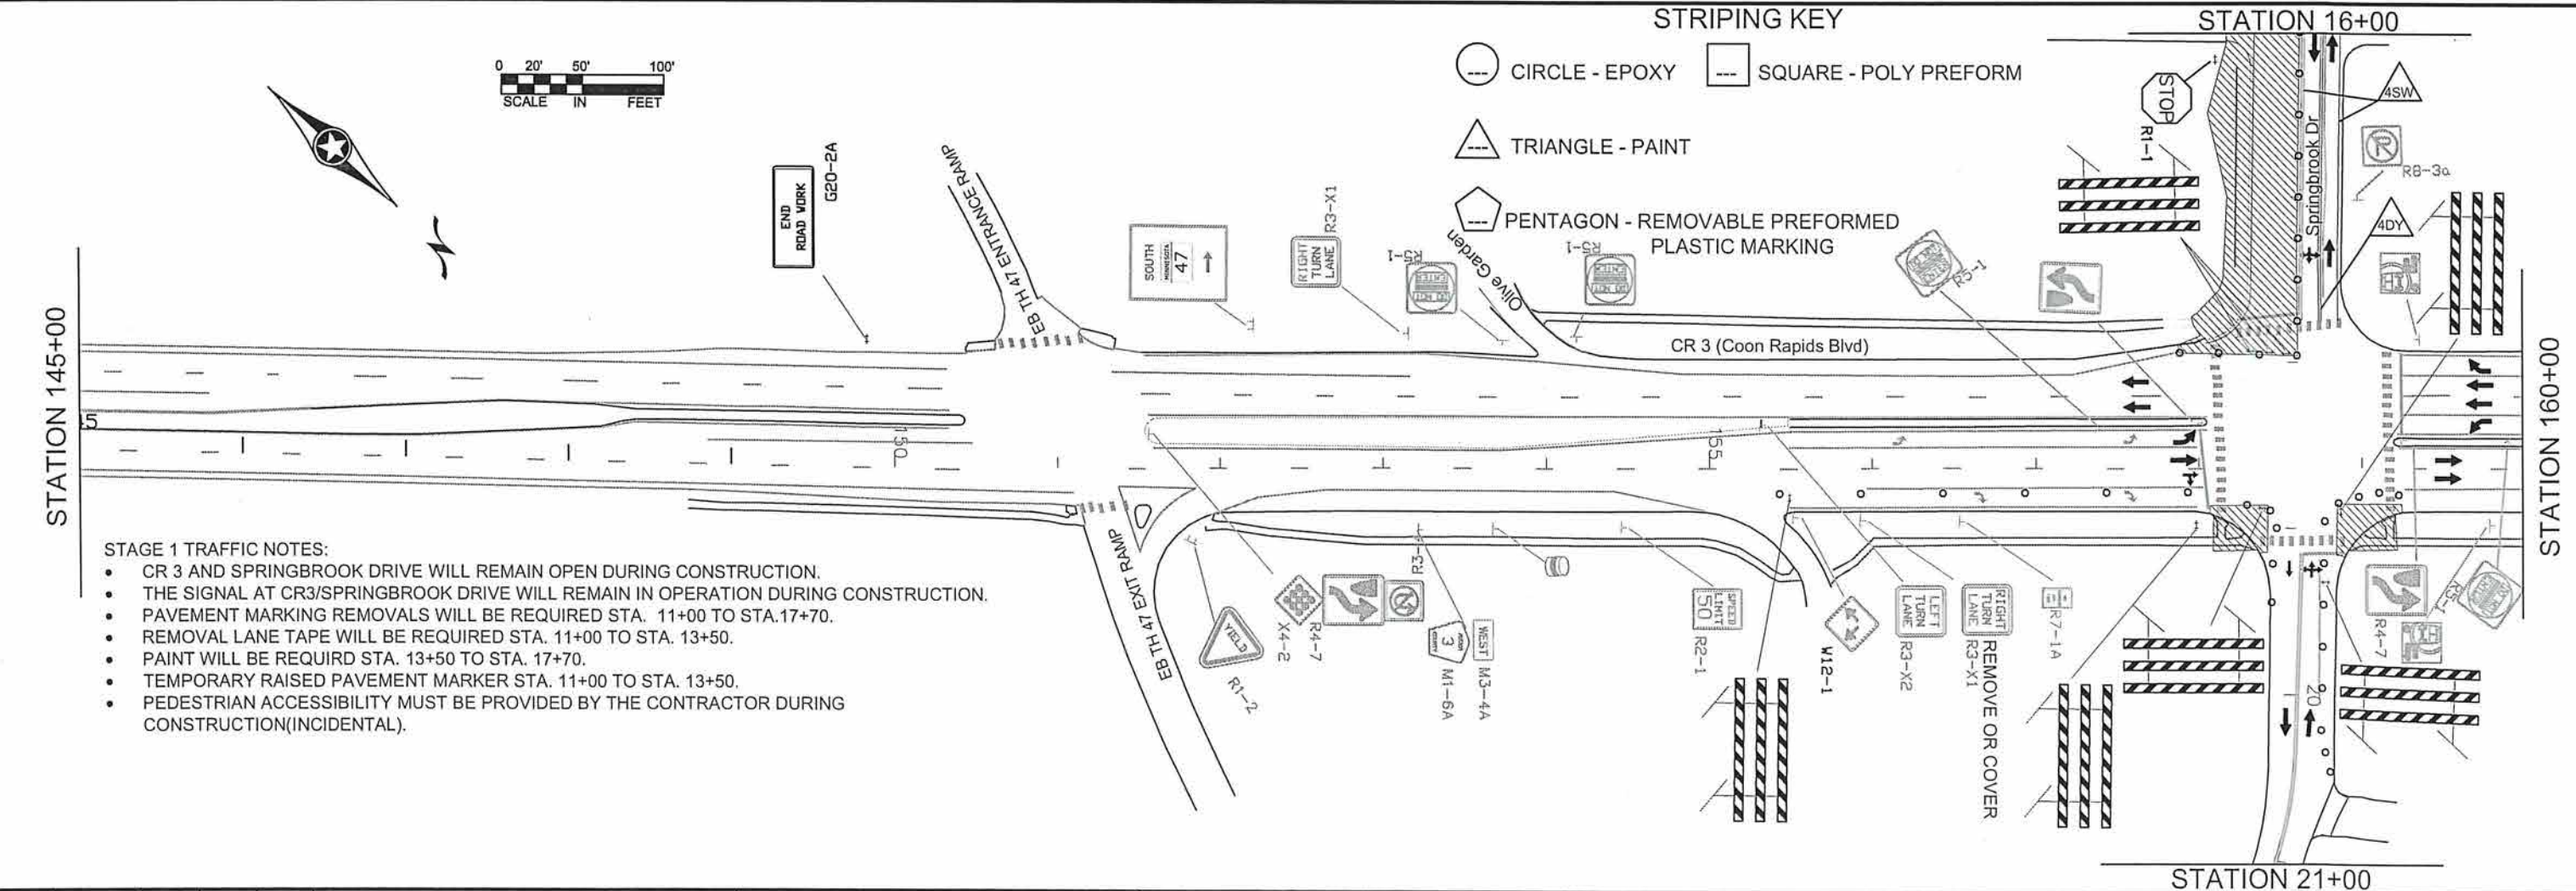 STRIPING KEY
CIRCLE - EPOXY
SQUARE - POLY PREFORM
TRIANGLE - PAINT
PENTAGON - REMOVABLE PREFORMED
PLASTIC MARKING
STATION 16+00
0 20' 50' 100'
SCALE IN FEET
END
ROAD WORK
G20-2A
EB TH 47 ENTRANCE RAMP
SOUTH
MINNESOTA
47
RIGHT
TURN
LANE
R3-X1
R5-1
Olive Garden
R5-1
R5-1
STOP
R1-1
Springbrook Dr
4SW
R8-3a
4DY
CR 3 (Coon Rapids Blvd)
STATION 145+00
STATION 160+00
150
155
STAGE 1 TRAFFIC NOTES:
• CR 3 AND SPRINGBROOK DRIVE WILL REMAIN OPEN DURING CONSTRUCTION.
• THE SIGNAL AT CR3/SPRINGBROOK DRIVE WILL REMAIN IN OPERATION DURING CONSTRUCTION.
• PAVEMENT MARKING REMOVALS WILL BE REQUIRED STA. 11+00 TO STA.17+70.
• REMOVAL LANE TAPE WILL BE REQUIRED STA. 11+00 TO STA. 13+50.
• PAINT WILL BE REQUIRD STA. 13+50 TO STA. 17+70.
• TEMPORARY RAISED PAVEMENT MARKER STA. 11+00 TO STA. 13+50.
• PEDESTRIAN ACCESSIBILITY MUST BE PROVIDED BY THE CONTRACTOR DURING
CONSTRUCTION(INCIDENTAL).
EB TH 47 EXIT RAMP
YIELD
R1-2
X4-2
R4-7
3
M1-6A
WEST
M3-4A
SPEED
LIMIT
50
R2-1
W12-1
LEFT
TURN
LANE
R3-X2
RIGHT
TURN
LANE
R3-X1
REMOVE OR COVER
R7-1A
20
R4-7
R5-1
STATION 21+00